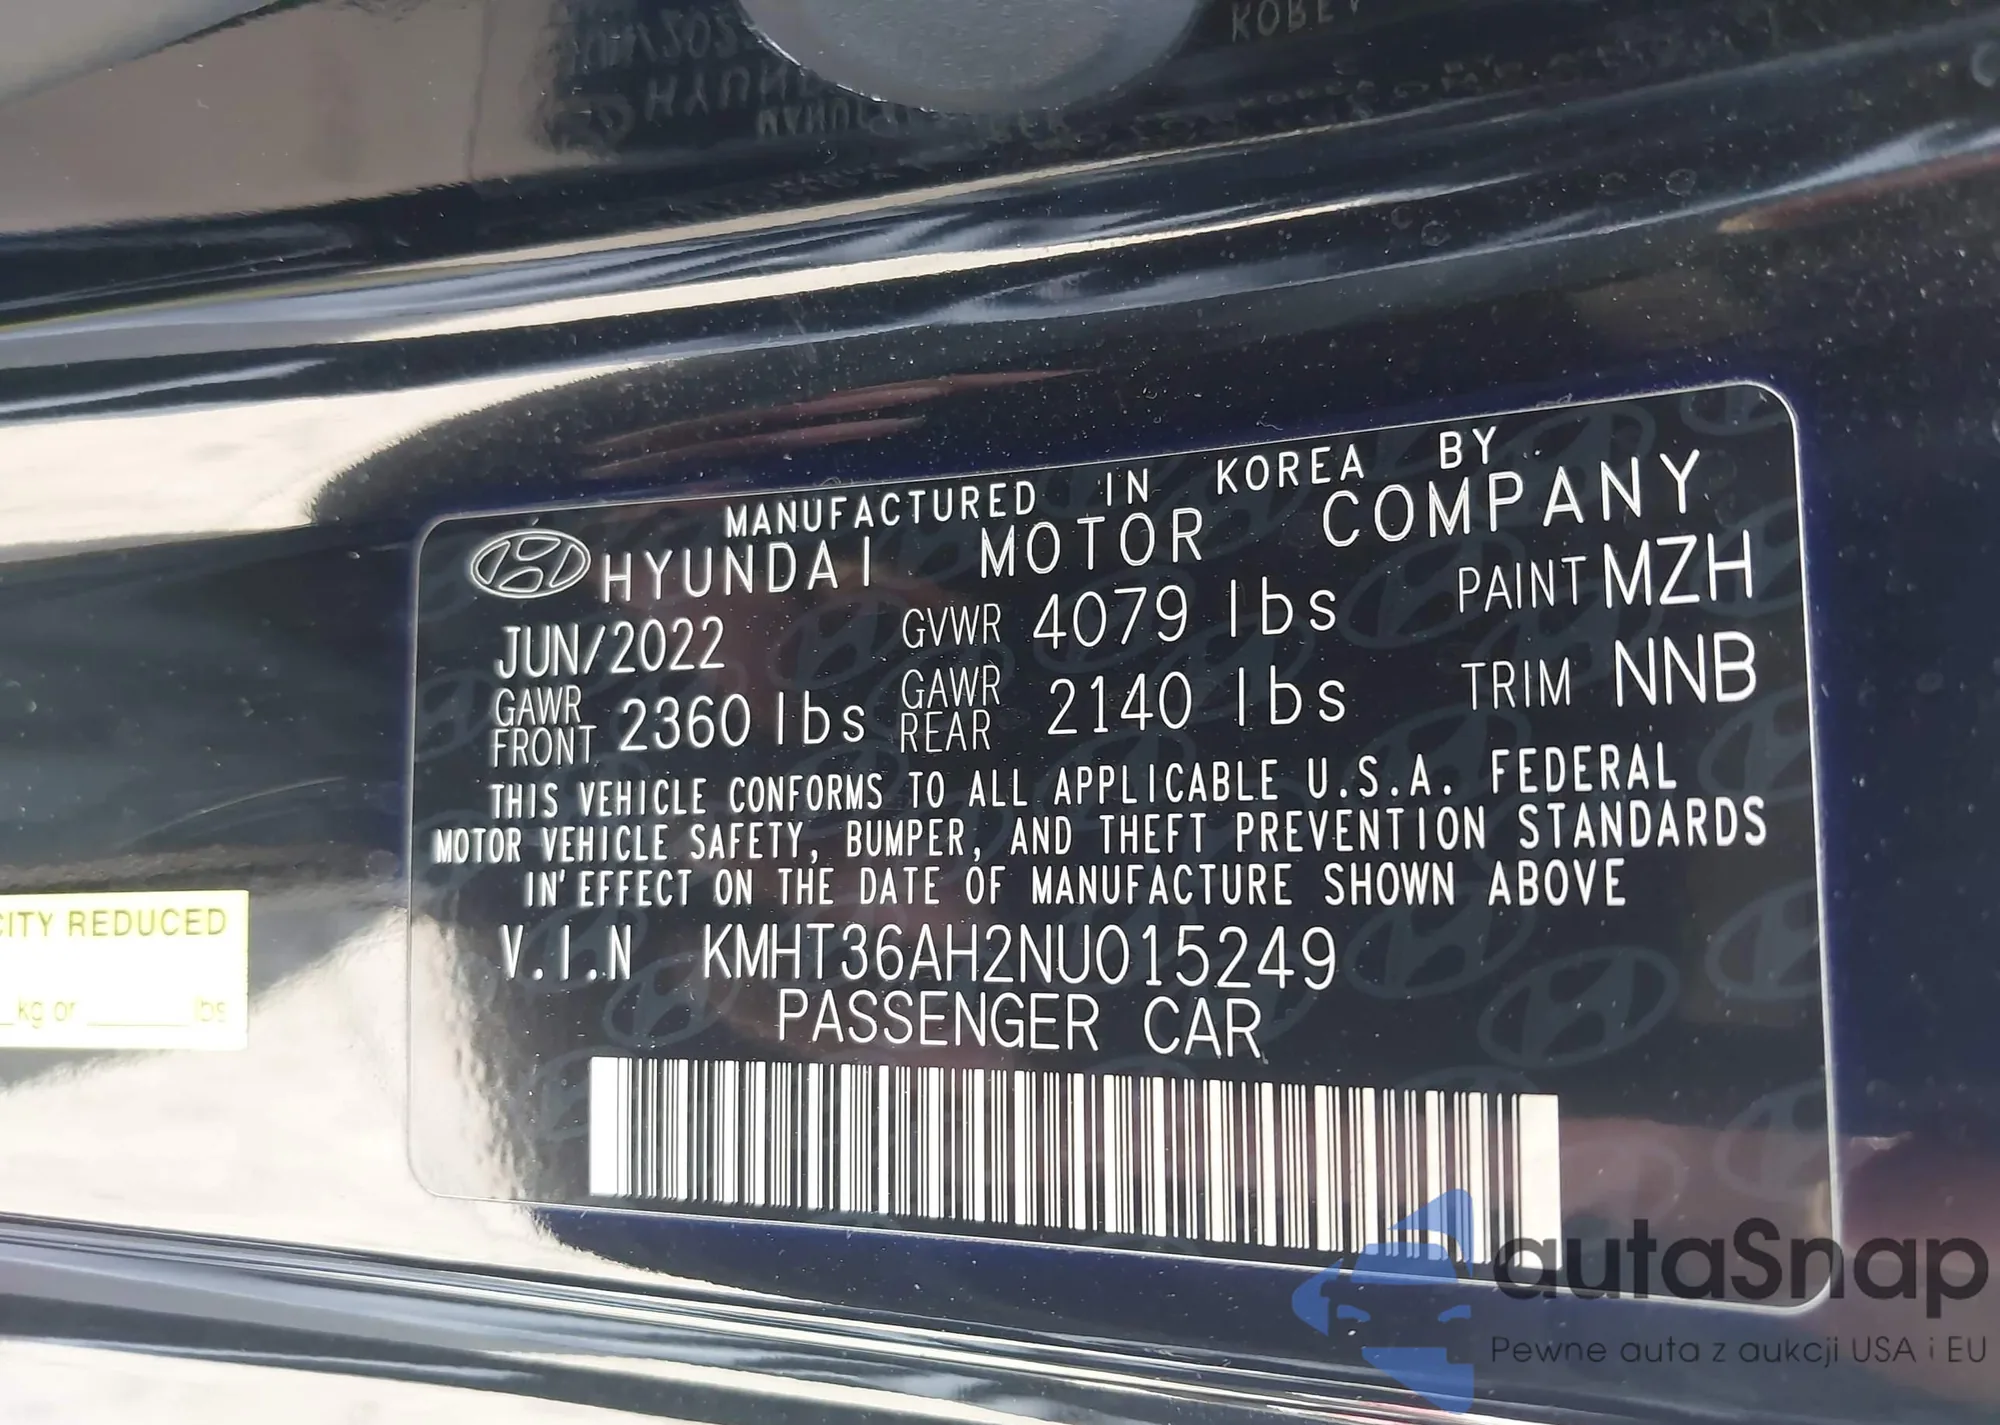 MANUFACTURED IN KOREA BY
HYUNDAI MOTOR COMPANY
JUN/2022 GVWR 4079 lbs PAINT MZH
GAWR FRONT 2360 lbs GAWR REAR 2140 lbs TRIM NNB
THIS VEHICLE CONFORMS TO ALL APPLICABLE U.S.A. FEDERAL
MOTOR VEHICLE SAFETY, BUMPER, AND THEFT PREVENTION STANDARDS
IN EFFECT ON THE DATE OF MANUFACTURE SHOWN ABOVE
V.I.N KMHT36AH2NU015249
PASSENGER CAR
CITY REDUCED
kg or ______ lbs
autaSnap
Pewne auta z aukcji USA i EU